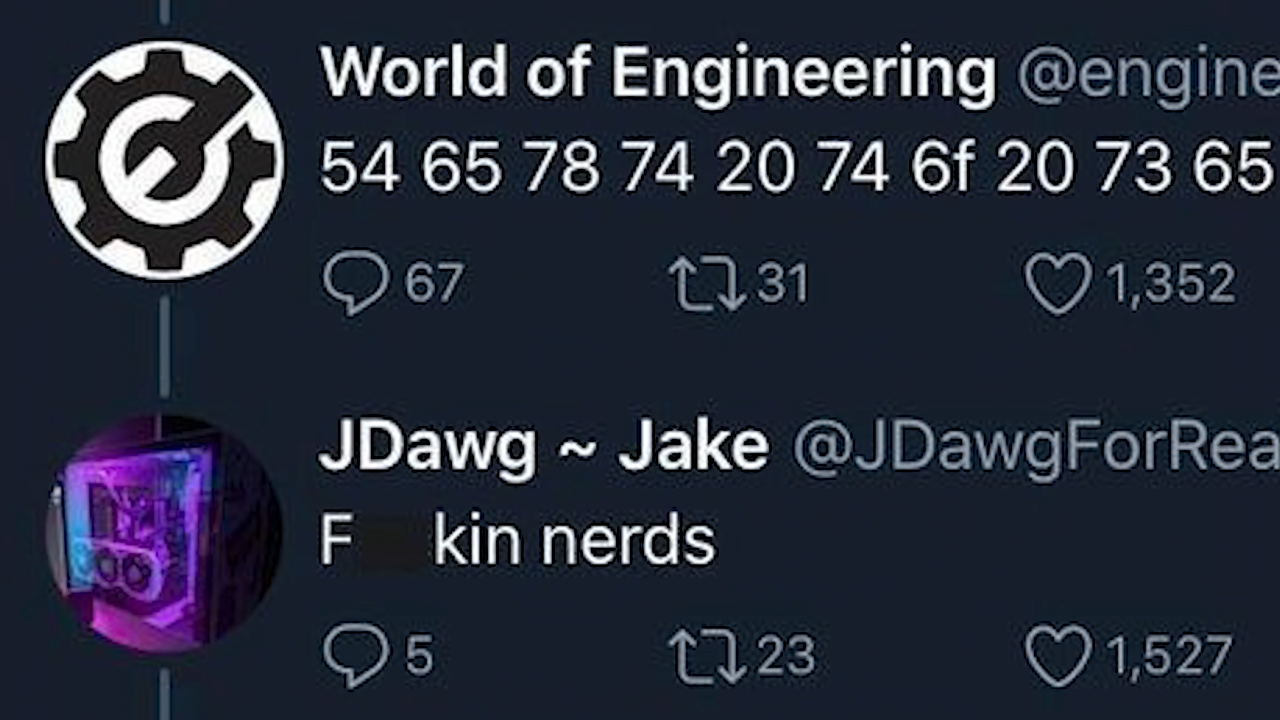 World of Engineering @engine
54 65 78 74 20 74 6f 20 73 65
67 31 1,352
JDawg ~ Jake @JDawgForRea
F kin nerds
5 23 1,527